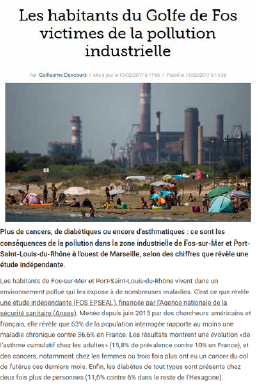 Les habitants du Golfe de Fos
victimes de la pollution
industrielle
Par Guillaume Descours | Mis à jour le 15/02/2017 à 17:56 | Publié le 15/02/2017 à
Plus de cancers, de diabétiques ou encore d'asthmatiques : ce sont les
conséquences de la pollution dans la zone industrielle de Fos-sur-Mer et Port-
Saint-Louis du Rhône à l'ouest de Marseille, selon des chiffres que révèle une
étude indépendante.
Les habitants de Fos-sur-Mer et Port-Saint-Louis-du-Rhône vivent dans un
environnement pollué qui les expose à de nombreuses maladies. C'est ce que révèle
une étude indépendante (FOS EPSEAL), financée par l'Agence nationale de la
sécurité sanitaire (Anses). Menée depuis juin 2015 par des chercheurs américains et
français, elle révèle que 63% de la population interrogée rapporte au moins une
maladie chronique contre 36,6% en France. Les résultats montrent une évolution «de
l'asthme cumulatif chez les adultes» (15,8% de prévalence contre 10% en France), et
des cancers, notamment chez les femmes où trois fois plus ont eu un cancer du col
de l'utérus ces dernière mois. Enfin, les diabète de tout types sont présents chez
deux fois plus de personnes (11,6% contre 6% dans le reste de l'Hexagone).